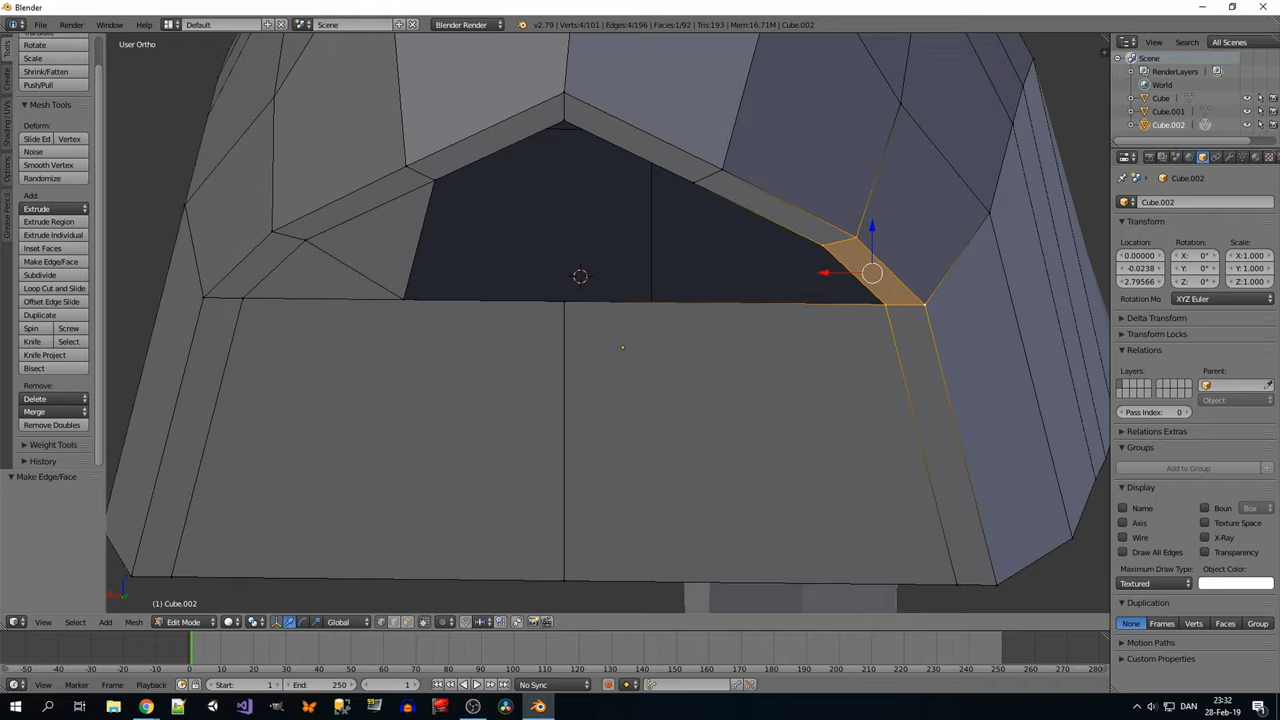 Blender
File Render Window Help Default Scene Blender Render v2.79 | Verts:4/101 | Edges:4/196 | Faces:1/92 | Tris:193 | Mem:16.71M | Cube.002
View Search All Scenes
User Ortho
Tools
Create
Shading / UVs
Options
Grease Pencil
Rotate
Scale
Shrink/Fatten
Push/Pull
Mesh Tools
Deform:
Slide Ed Vertex
Noise
Smooth Vertex
Randomize
Add:
Extrude
Extrude Region
Extrude Individual
Inset Faces
Make Edge/Face
Subdivide
Loop Cut and Slide
Offset Edge Slide
Duplicate
Spin Screw
Knife Select
Knife Project
Bisect
Remove:
Delete
Merge
Remove Doubles
Weight Tools
History
Make Edge/Face
(1) Cube.002
Scene
RenderLayers
World
Cube
Cube.001
Cube.002
Cube.002
Cube.002
Transform
Location: Rotation: Scale:
0.00000 X: 0° X:1.000
-0.0238 Y: 0° Y:1.000
2.79566 Z: 0° Z:1.000
Rotation Mo XYZ Euler
Delta Transform
Transform Locks
Relations
Layers: Parent:
Object
Pass Index: 0
Relations Extras
Groups
Add to Group
Display
Name Boun Box
Axis Texture Space
Wire X-Ray
Draw All Edges Transparency
Maximum Draw Type: Object Color:
Textured
Duplication
None Frames Verts Faces Group
Motion Paths
Custom Properties
View Select Add Mesh Edit Mode Global
-50 -40 -30 -20 -10 0 10 20 30 40 50 60 70 80 90 100 110 120 130 140 150 160 170 180 190 200 210 220 230 240 250 260 270 280
View Marker Frame Playback Start: 1 End: 250 1 No Sync
DAN
23:32
28-Feb-19